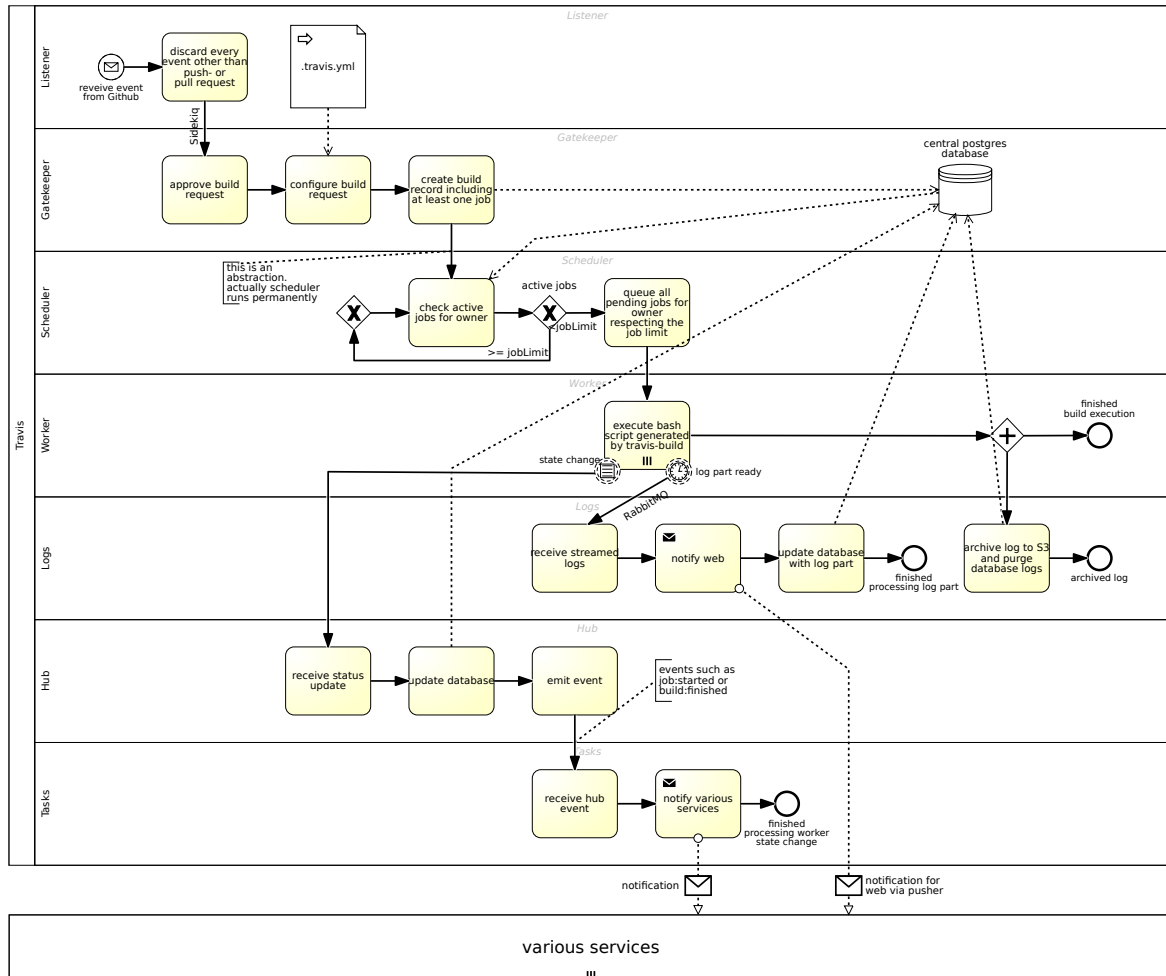 Travis
Listener
Listener
reveive event
from Github
discard every
event other than
push- or
pull request
.travis.yml
Sidekiq
Gatekeeper
Gatekeeper
approve build
request
configure build
request
create build
record including
at least one job
central postgres
database
Scheduler
Scheduler
this is an
abstraction.
actually scheduler
runs permanently
check active
jobs for owner
active jobs
<jobLimit
>= jobLimit
queue all
pending jobs for
owner
respecting the
job limit
Worker
Worker
execute bash
script generated
by travis-build
state change
log part ready
finished
build execution
RabbitMQ
Logs
Logs
receive streamed
logs
notify web
update database
with log part
finished
processing log part
archive log to S3
and purge
database logs
archived log
Hub
Hub
receive status
update
update database
emit event
events such as
job:started or
build:finished
Tasks
Tasks
receive hub
event
notify various
services
finished
processing worker
state change
notification
notification for
web via pusher
various services